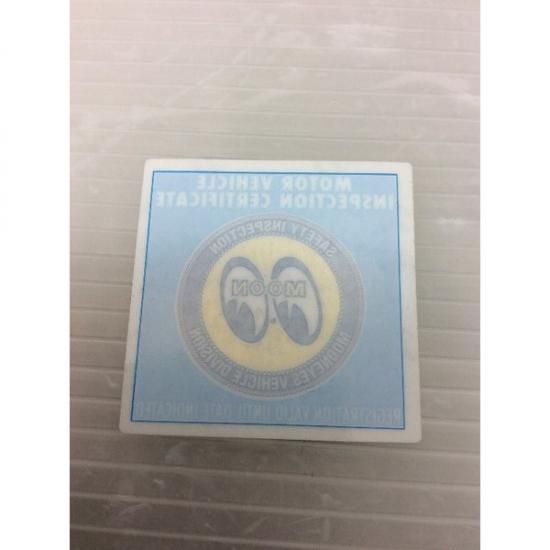 MOTOR VEHICLE
INSPECTION CERTIFICATE
SAFETY INSPECTION
MOON
MOONEYES VEHICLE DIVISION
REGISTRATION VALID UNTIL DATE INDICATED